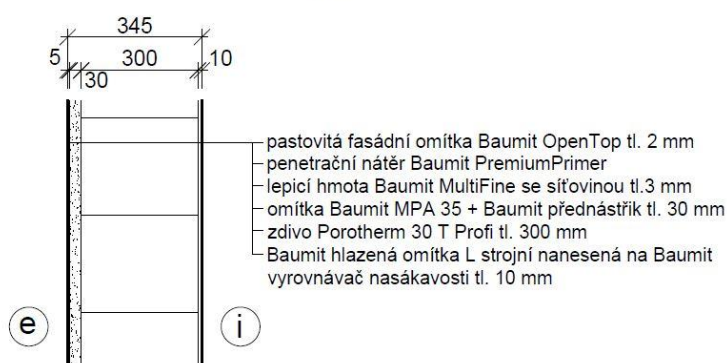 345
5 300 10
30
pastovitá fasádní omítka Baumit OpenTop tl. 2 mm
penetrační nátěr Baumit PremiumPrimer
lepicí hmota Baumit MultiFine se síťovinou tl.3 mm
omítka Baumit MPA 35 + Baumit přednástřik tl. 30 mm
zdivo Porotherm 30 T Profi tl. 300 mm
Baumit hlazená omítka L strojní nanesená na Baumit
vyrovnávač nasákavosti tl. 10 mm
e i